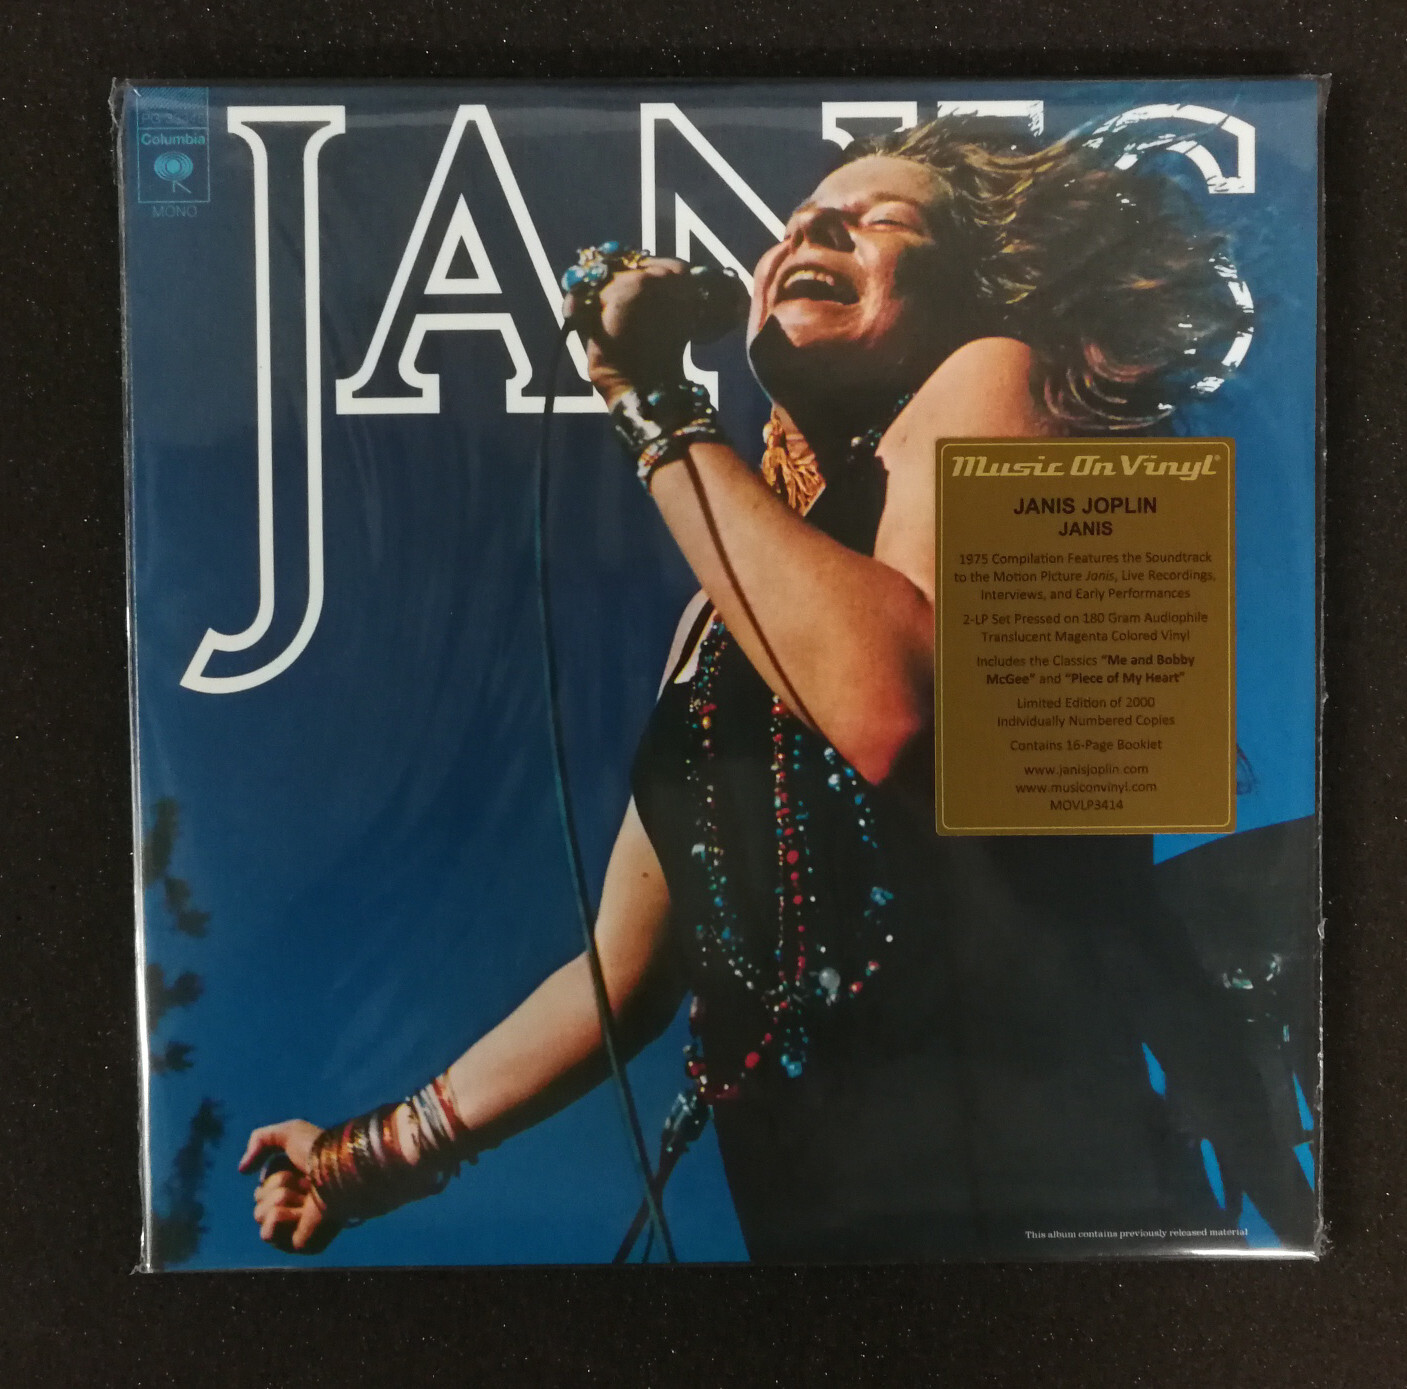 PG 33345
Columbia
MONO
JANIS
Music On Vinyl
JANIS JOPLIN
JANIS
1975 Compilation Features the Soundtrack
to the Motion Picture Janis, Live Recordings,
Interviews, and Early Performances
2-LP Set Pressed on 180 Gram Audiophile
Translucent Magenta Colored Vinyl
Includes the Classics “Me and Bobby
McGee” and “Piece of My Heart”
Limited Edition of 2000
Individually Numbered Copies
Contains 16-Page Booklet
www.janisjoplin.com
www.musiconvinyl.com
MOVLP3414
This album contains previously released material